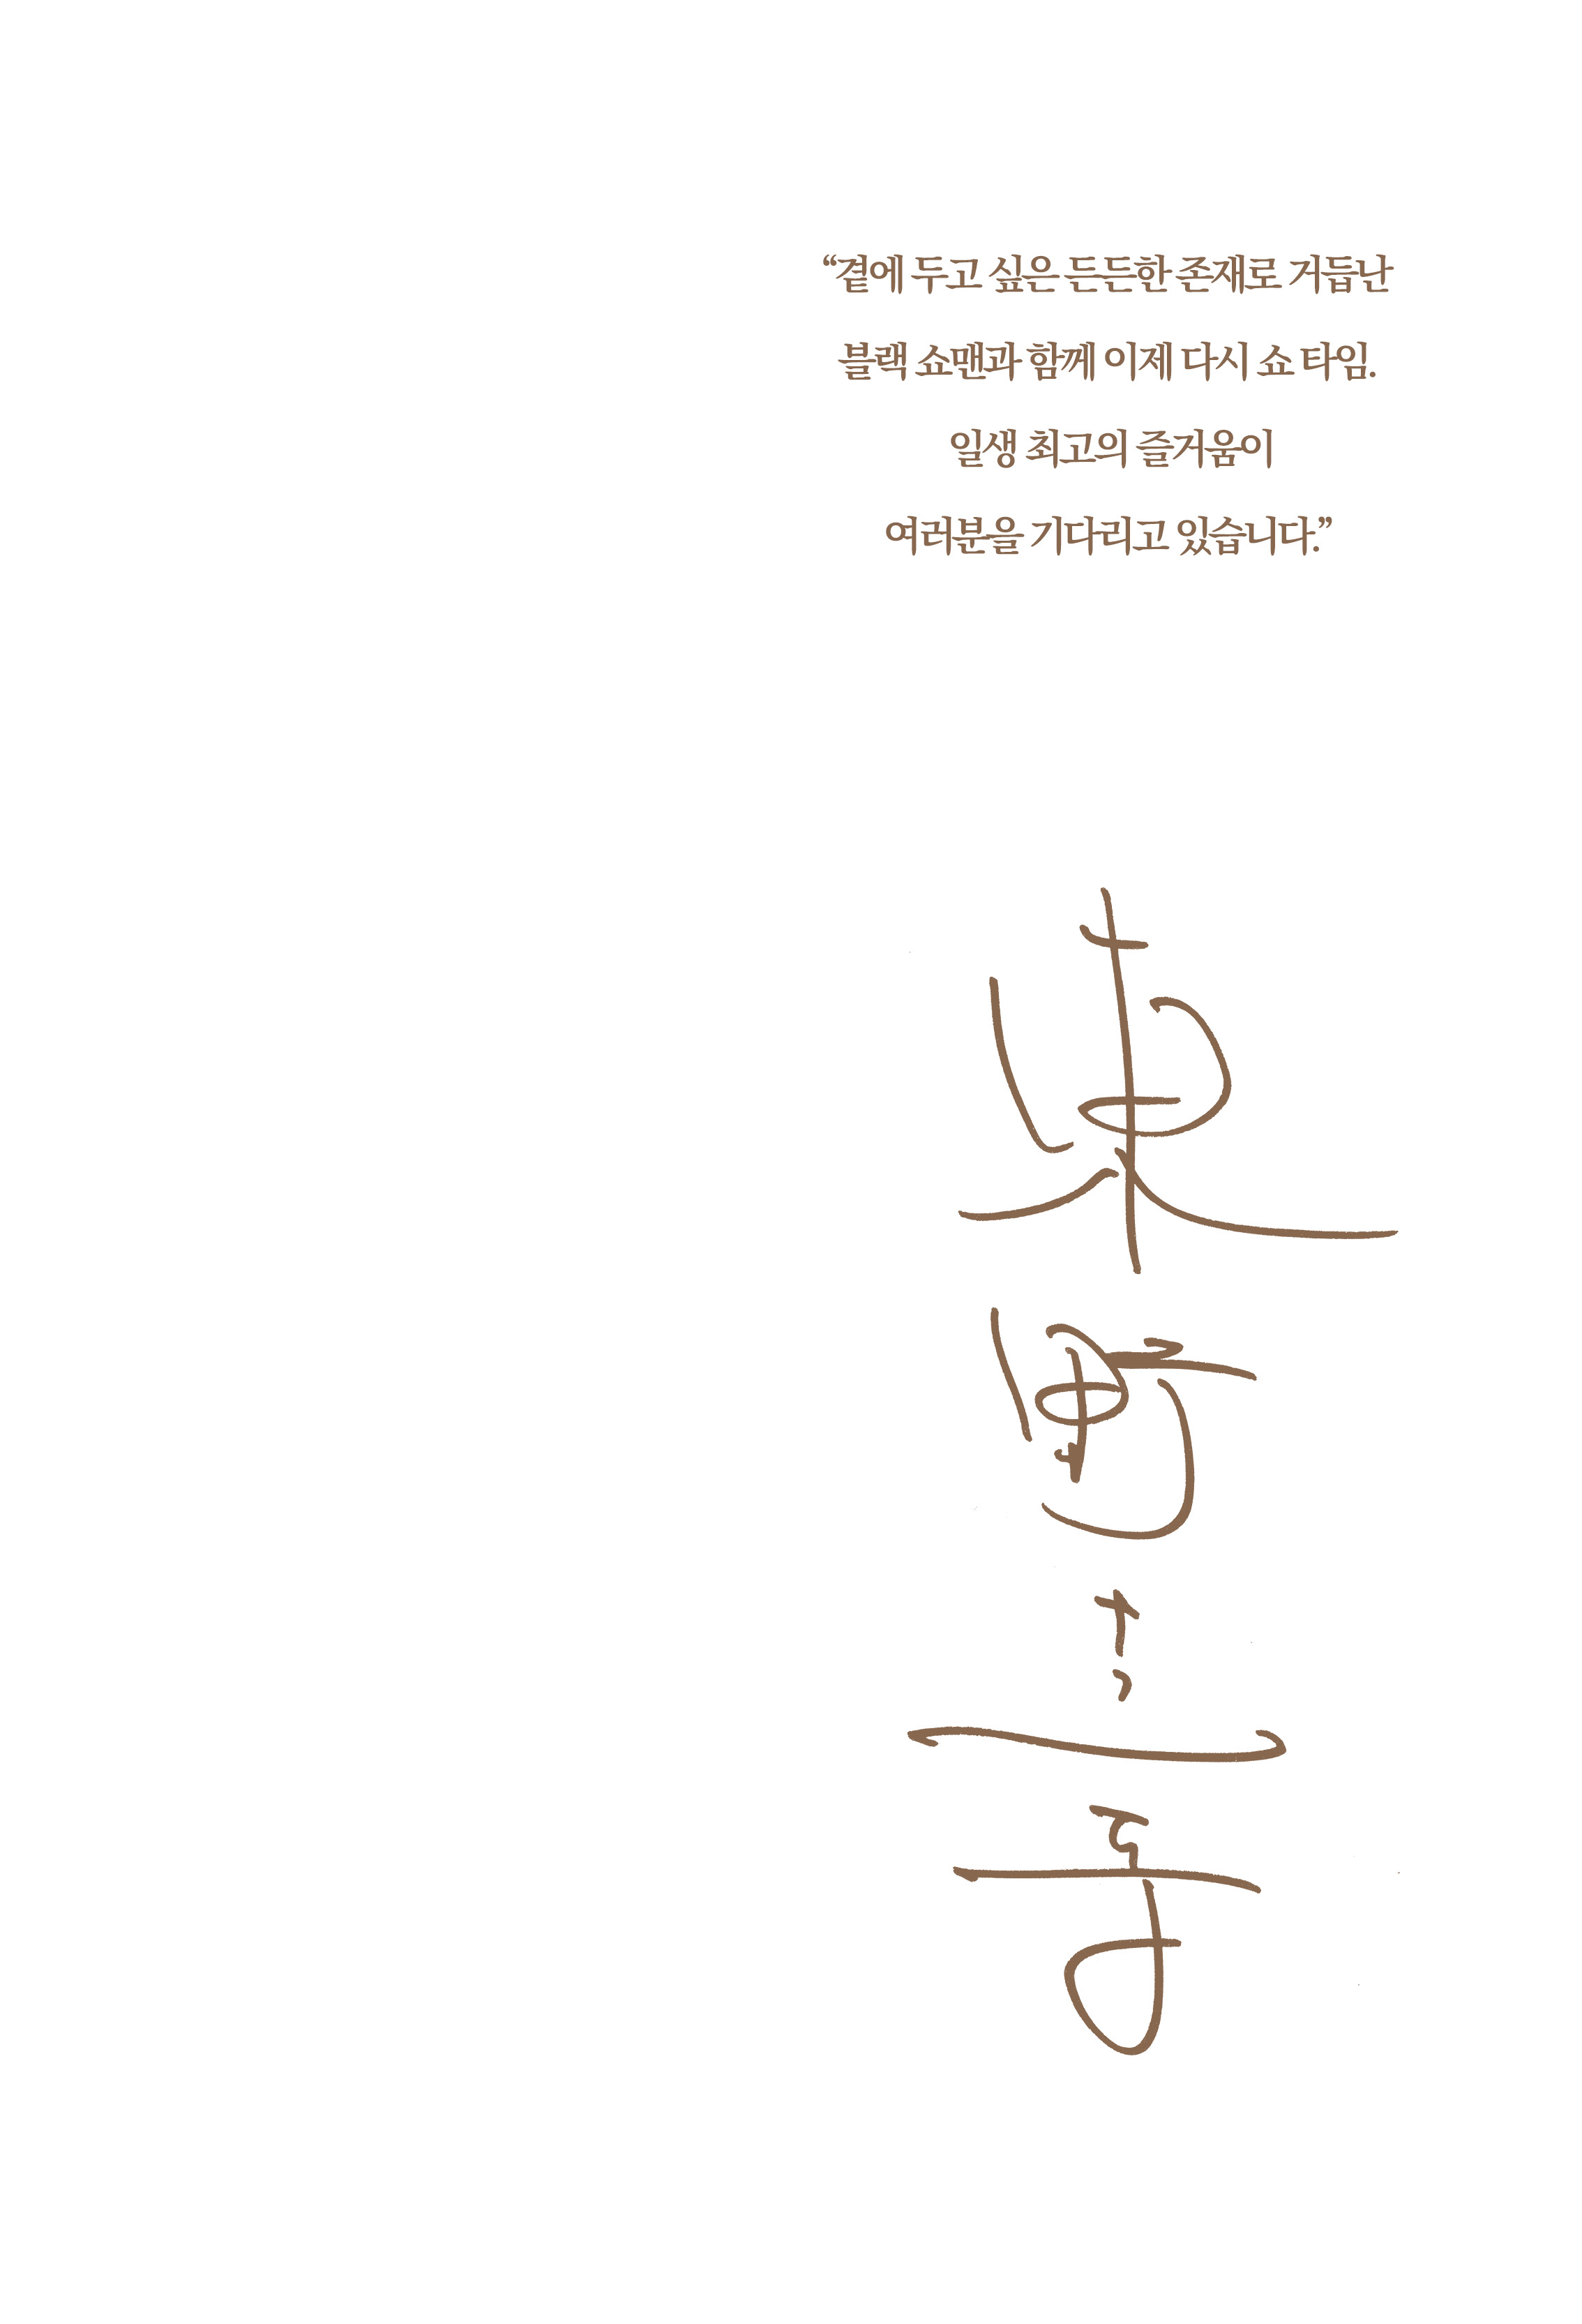 “곁에 두고 싶은 든든한 존재로 거듭난
블랙 쇼맨과 함께 이제 다시 쇼 타임.
일생 최고의 즐거움이
여러분을 기다리고 있습니다.”
東野圭吾